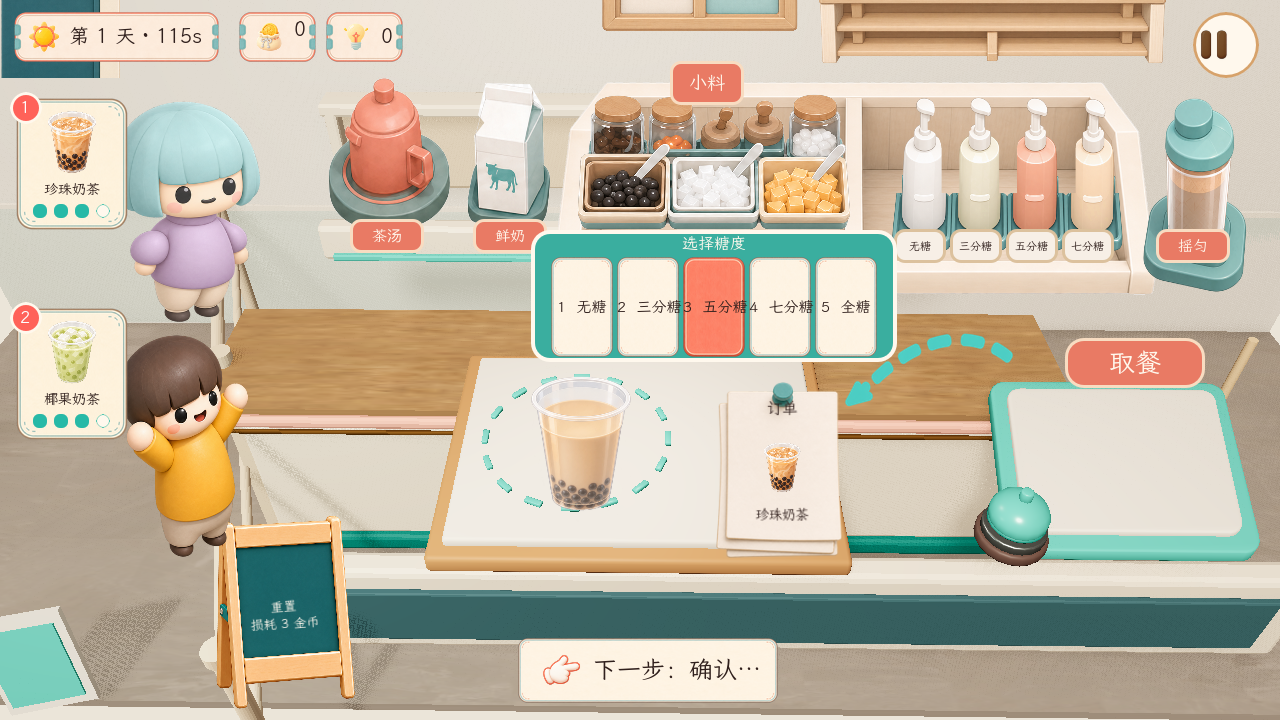 第 1 天・115s
0
0
小料
1
珍珠奶茶
2
椰果奶茶
茶汤
鲜奶
无糖
三分糖
五分糖
七分糖
摇匀
选择糖度
1 无糖
2 三分糖
3 五分糖
4 七分糖
5 全糖
取餐
订单
珍珠奶茶
重置
损耗 3 金币
下一步：确认…